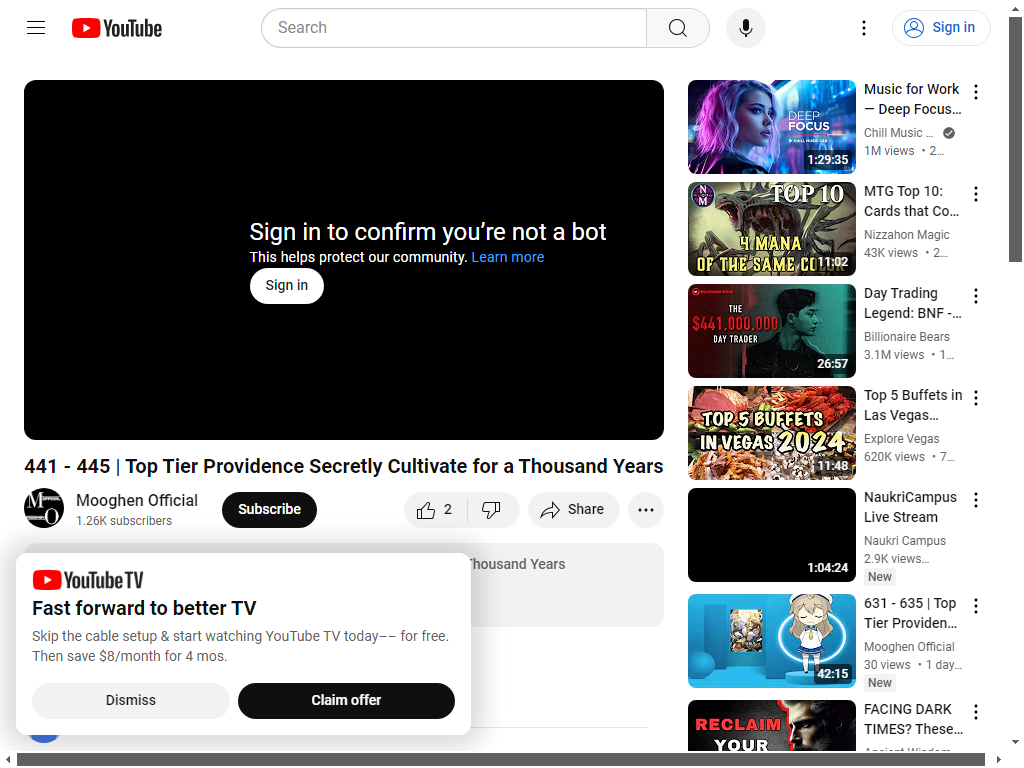 YouTube
Search
Sign in
Sign in to confirm you're not a bot
This helps protect our community. Learn more
Sign in
441 - 445 | Top Tier Providence Secretly Cultivate for a Thousand Years
Mooghen Official
1.26K subscribers
Subscribe
2
Share
Thousand Years
YouTube TV
Fast forward to better TV
Skip the cable setup & start watching YouTube TV today–– for free.
Then save $8/month for 4 mos.
Dismiss
Claim offer
DEEP
FOCUS
CHILL MUSIC LAB
1:29:35
Music for Work
— Deep Focus…
Chill Music …
1M views • 2…
N
M
TOP 10
4 MANA
OF THE SAME COLOR
11:02
MTG Top 10:
Cards that Co…
Nizzahon Magic
43K views • 2…
BILLIONAIRE BEARS
THE
$441,000,000
DAY TRADER
26:57
Day Trading
Legend: BNF -…
Billionaire Bears
3.1M views • 1…
TOP 5 BUFFETS
IN VEGAS 2024
11:48
Top 5 Buffets in
Las Vegas…
Explore Vegas
620K views • 7…
1:04:24
NaukriCampus
Live Stream
Naukri Campus
2.9K views…
New
42:15
631 - 635 | Top
Tier Providen…
Mooghen Official
30 views • 1 day…
New
RECLAIM
YOUR
FACING DARK
TIMES? These…
Ancient Wisdom